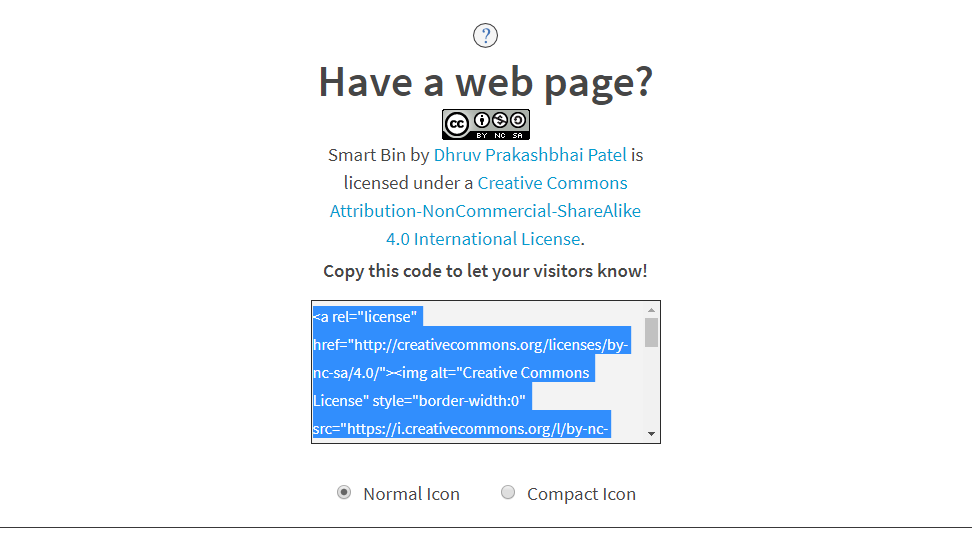 ?
Have a web page?
cc
BY NC SA
Smart Bin by Dhruv Prakashbhai Patel is
licensed under a Creative Commons
Attribution-NonCommercial-ShareAlike
4.0 International License.
Copy this code to let your visitors know!
<a rel="license"
href="http://creativecommons.org/licenses/by-
nc-sa/4.0/"><img alt="Creative Commons
License" style="border-width:0"
src="https://i.creativecommons.org/l/by-nc-
Normal Icon Compact Icon